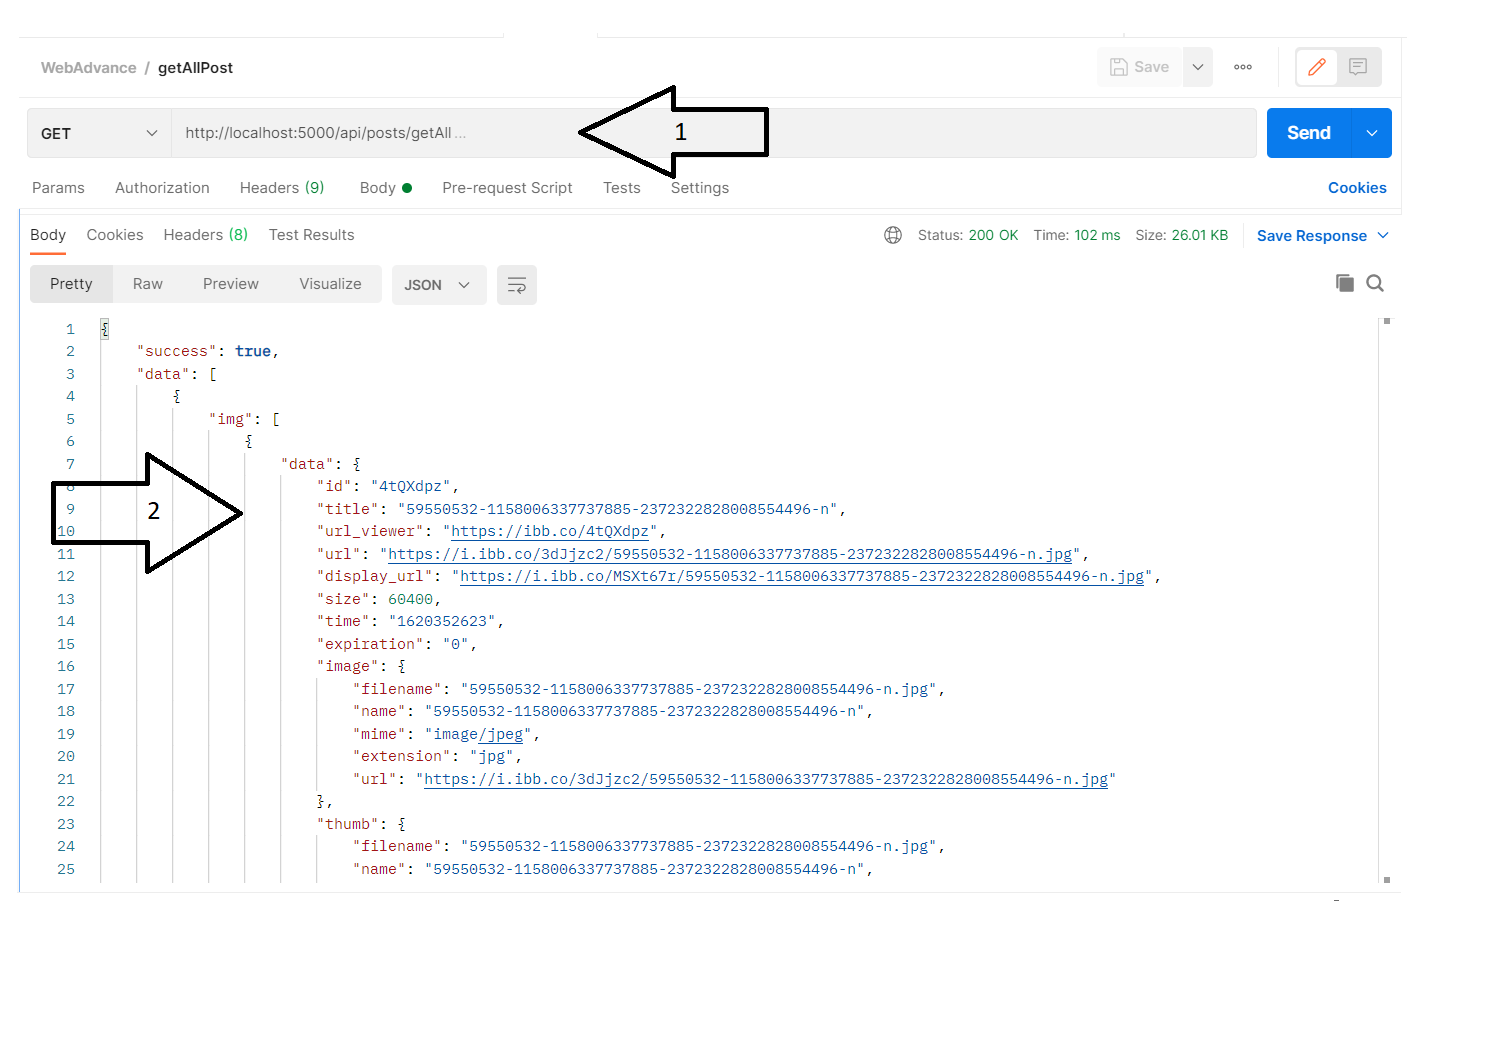 WebAdvance / getAllPost
Save
GET
http://localhost:5000/api/posts/getAll ...
1
Send
Params Authorization Headers (9) Body Pre-request Script Tests Settings Cookies
Body Cookies Headers (8) Test Results Status: 200 OK Time: 102 ms Size: 26.01 KB Save Response
Pretty Raw Preview Visualize JSON
1 {
2 "success": true,
3 "data": [
4 {
5 "img": [
6 {
7 "data": {
8 "id": "4tQXdpz",
9 "title": "59550532-1158006337737885-2372322828008554496-n",
2
10 "url_viewer": "https://ibb.co/4tQXdpz",
11 "url": "https://i.ibb.co/3dJjzc2/59550532-1158006337737885-2372322828008554496-n.jpg",
12 "display_url": "https://i.ibb.co/MSXt67r/59550532-1158006337737885-2372322828008554496-n.jpg",
13 "size": 60400,
14 "time": "1620352623",
15 "expiration": "0",
16 "image": {
17 "filename": "59550532-1158006337737885-2372322828008554496-n.jpg",
18 "name": "59550532-1158006337737885-2372322828008554496-n",
19 "mime": "image/jpeg",
20 "extension": "jpg",
21 "url": "https://i.ibb.co/3dJjzc2/59550532-1158006337737885-2372322828008554496-n.jpg"
22 },
23 "thumb": {
24 "filename": "59550532-1158006337737885-2372322828008554496-n.jpg",
25 "name": "59550532-1158006337737885-2372322828008554496-n",